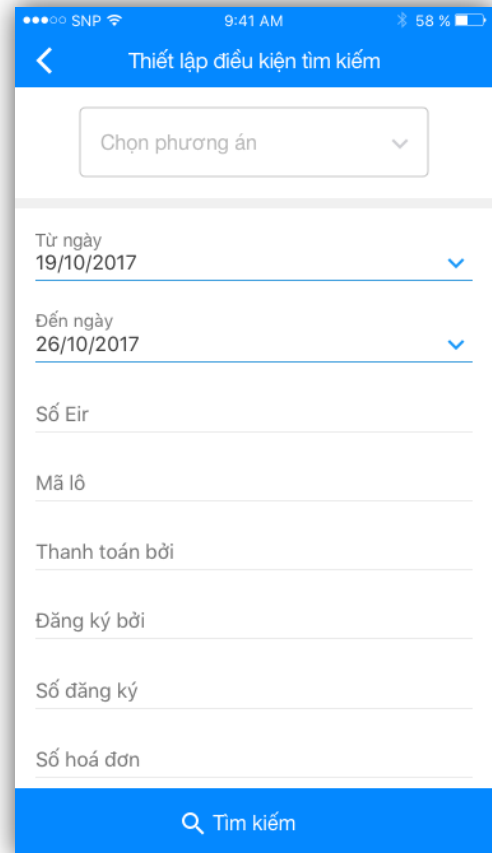 SNP 9:41 AM 58 %
Thiết lập điều kiện tìm kiếm
Chọn phương án
Từ ngày
19/10/2017
Đến ngày
26/10/2017
Số Eir
Mã lô
Thanh toán bởi
Đăng ký bởi
Số đăng ký
Số hoá đơn
Tìm kiếm